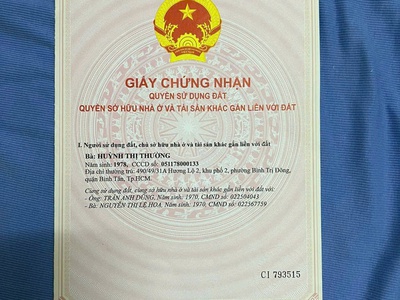 GIẤY CHỨNG NHẬN
QUYỀN SỬ DỤNG ĐẤT
QUYỀN SỞ HỮU NHÀ Ở VÀ TÀI SẢN KHÁC GẮN LIỀN VỚI ĐẤT
I. Người sử dụng đất, chủ sở hữu nhà ở và tài sản khác gắn liền với đất
Bà: HUỲNH THỊ THƯỜNG
Năm sinh: 1978, CCCD số: 051178000133
Địa chỉ thường trú: 490/49/31A Hương Lộ 2, khu phố 2, phường Bình Trị Đông,
quận Bình Tân, Tp.HCM.
Cùng sử dụng đất, cùng sở hữu nhà ở và tài sản khác gắn liền với đất với:
- Ông: TRẦN ANH DŨNG, Năm sinh: 1970, CMND số: 022504043
- Bà: NGUYỄN THỊ LỆ HOA, Năm sinh: 1970, CMND số: 022567759
CI 793515